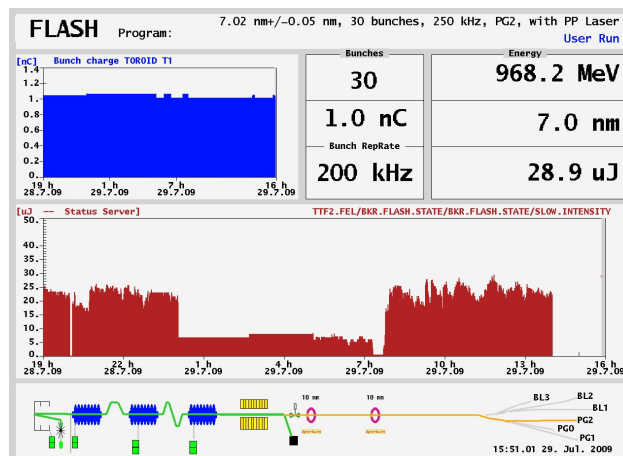 FLASH Program: 7.02 nm+/-0.05 nm, 30 bunches, 250 kHz, PG2, with PP Laser
User Run
[nC] Bunch charge TOROID T1
1.4
1.2
1.
0.8
0.6
0.4
0.2
0.
19 h 1 h 7 h 16 h
28.7.09 29.7.09 29.7.09 29.7.09
Bunches
30
1.0 nC
Bunch RepRate
200 kHz
Energy
968.2 MeV
7.0 nm
28.9 uJ
[uJ -- Status Server] TTF2.FEL/BKR.FLASH.STATE/BKR.FLASH.STATE/SLOW.INTENSITY
50.
45.
40.
35.
30.
25.
20.
15.
10.
5.
0.
19 h 22 h 1 h 4 h 7 h 10 h 13 h 16 h
28.7.09 28.7.09 29.7.09 29.7.09 29.7.09 29.7.09 29.7.09 29.7.09
10 mm 10 mm
Aperture Aperture
BL3
BL2
BL1
PG2
PG0
PG1
15:51.01 29. Jul. 2009